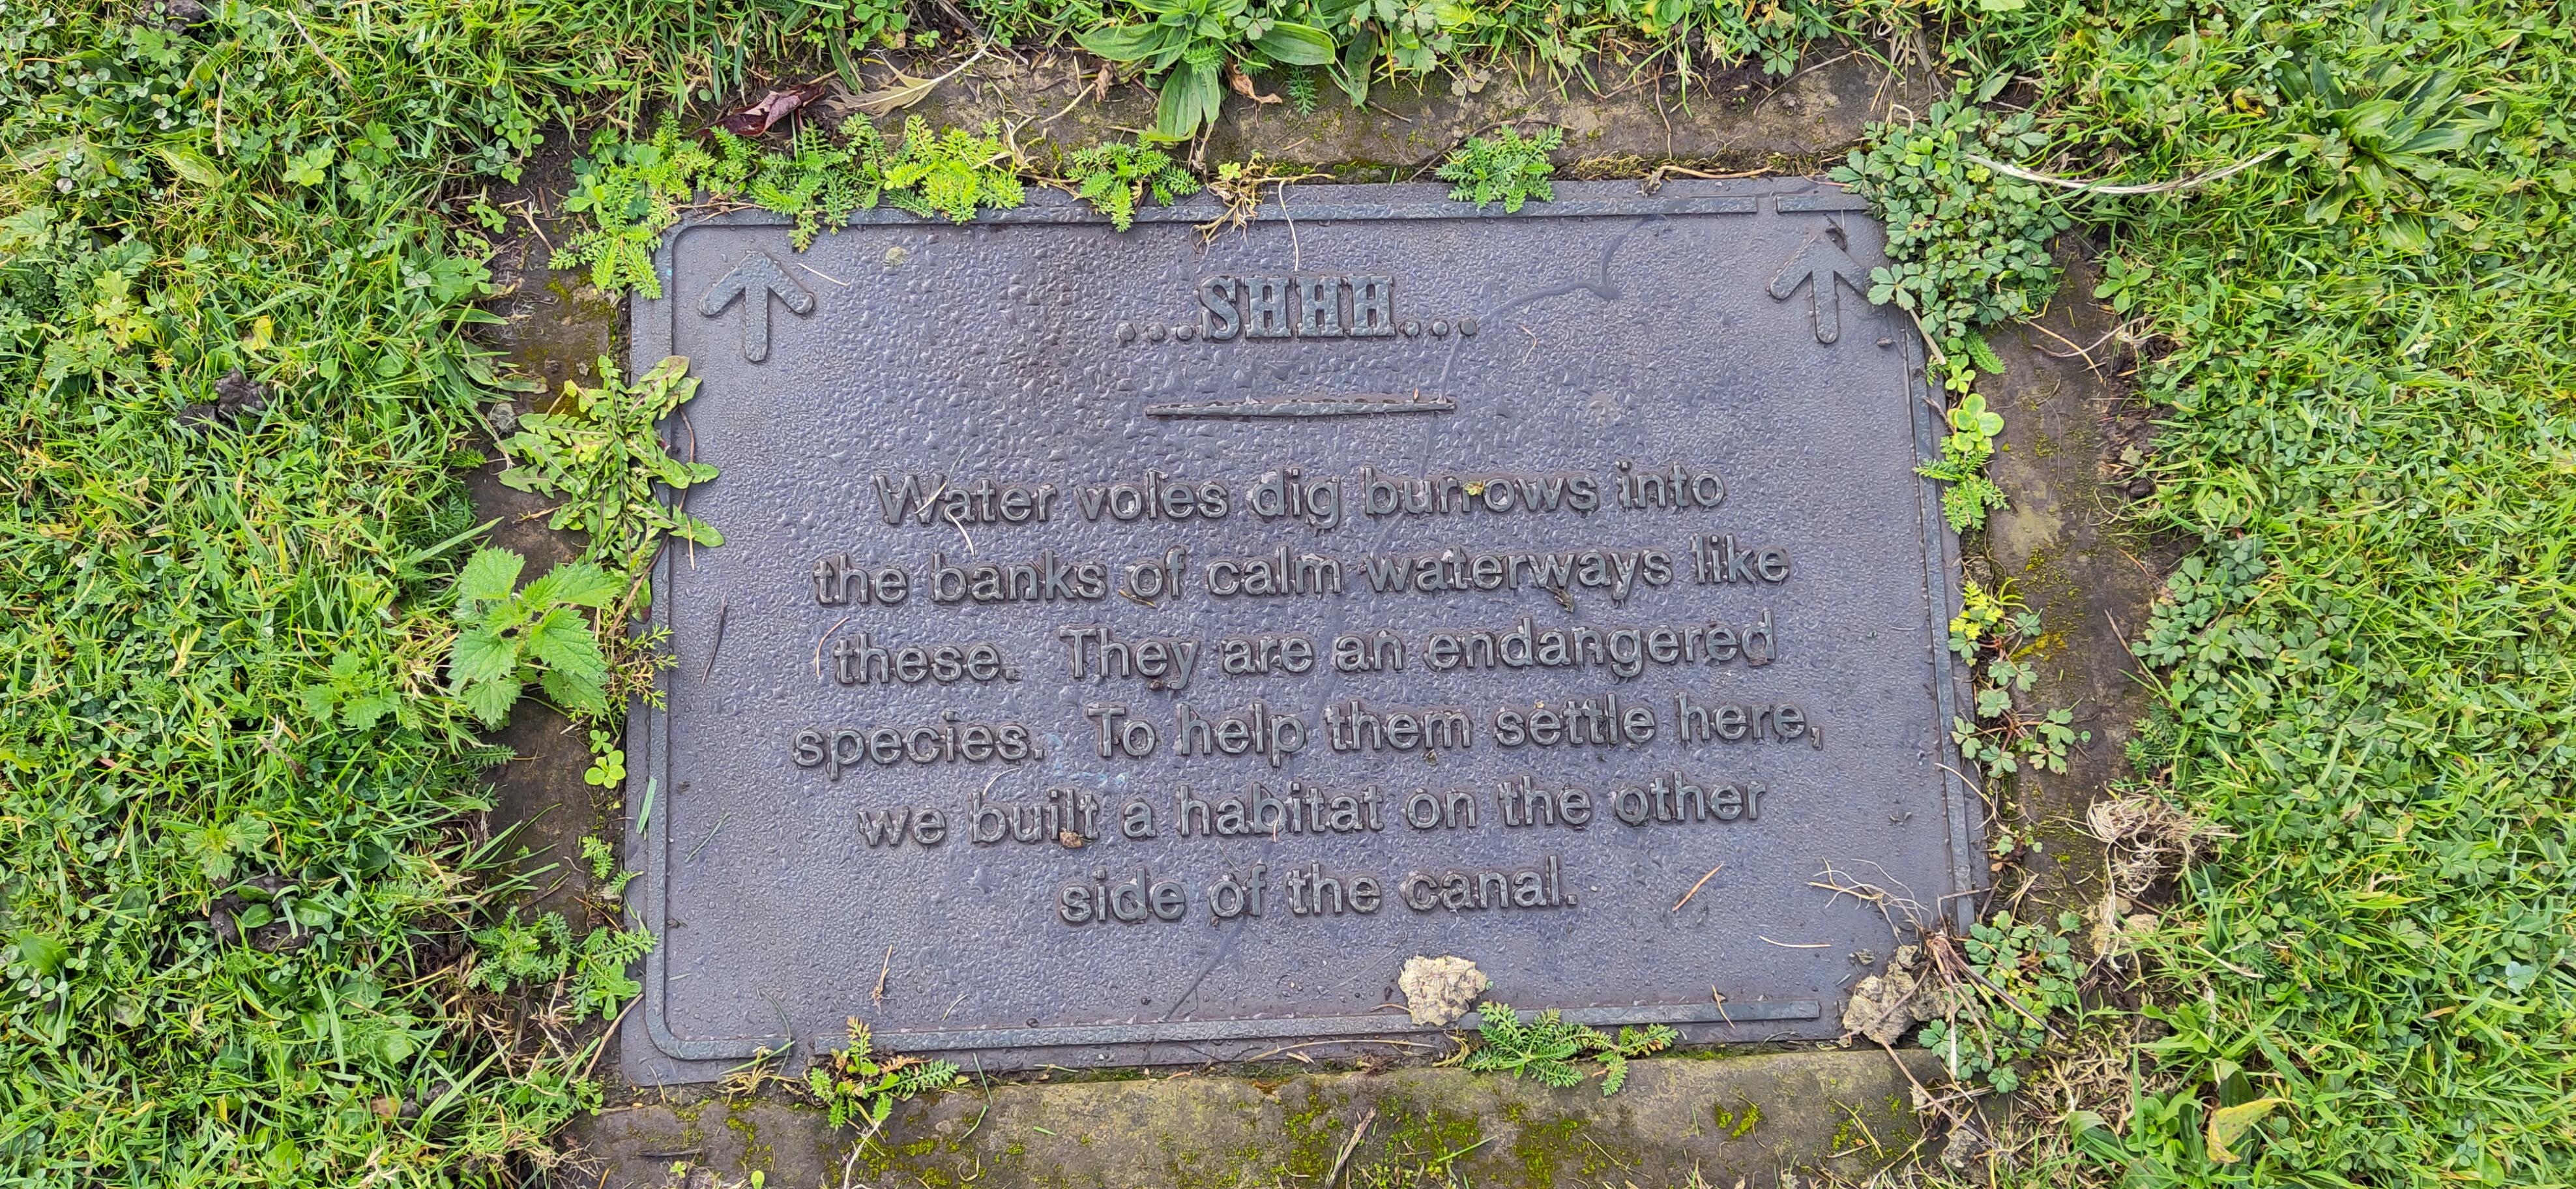 ....SHHH...
Water voles dig burrows into
the banks of calm waterways like
these. They are an endangered
species. To help them settle here,
we built a habitat on the other
side of the canal.